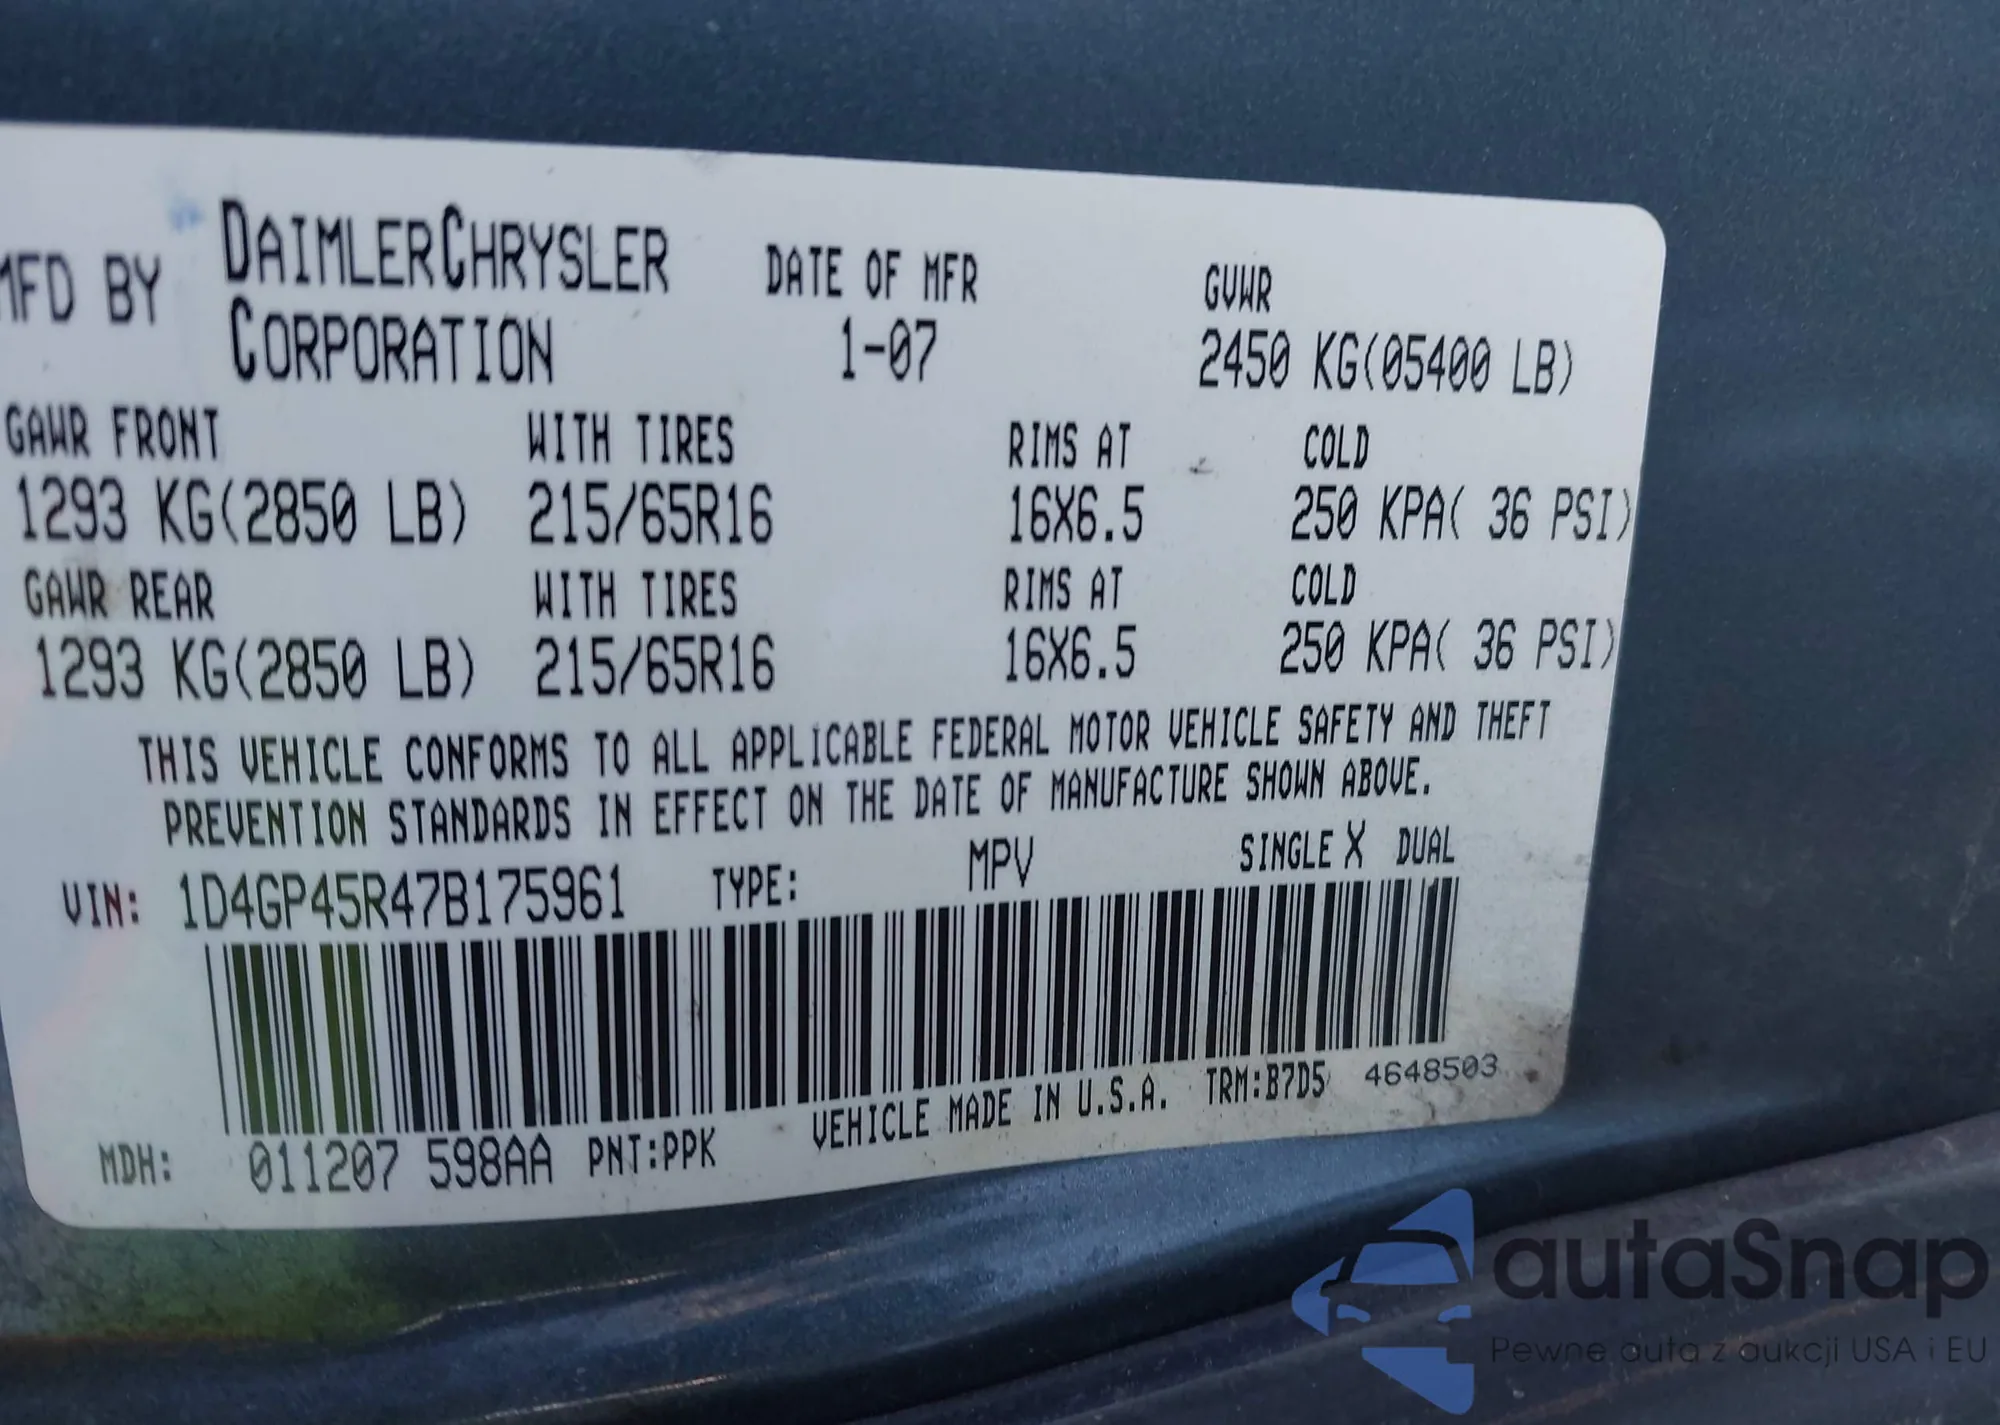 MFD BY DAIMLERCHRYSLER CORPORATION DATE OF MFR 1-07 GVWR 2450 KG(05400 LB)
GAWR FRONT WITH TIRES RIMS AT COLD
1293 KG(2850 LB) 215/65R16 16X6.5 250 KPA( 36 PSI)
GAWR REAR WITH TIRES RIMS AT COLD
1293 KG(2850 LB) 215/65R16 16X6.5 250 KPA( 36 PSI)
THIS VEHICLE CONFORMS TO ALL APPLICABLE FEDERAL MOTOR VEHICLE SAFETY AND THEFT
PREVENTION STANDARDS IN EFFECT ON THE DATE OF MANUFACTURE SHOWN ABOVE.
VIN: 1D4GP45R47B175961 TYPE: MPV SINGLE X DUAL
MDH: 011207 598AA PNT:PPK VEHICLE MADE IN U.S.A. TRM:B7D5 4648503
autaSnap
Pewne auta z aukcji USA i EU